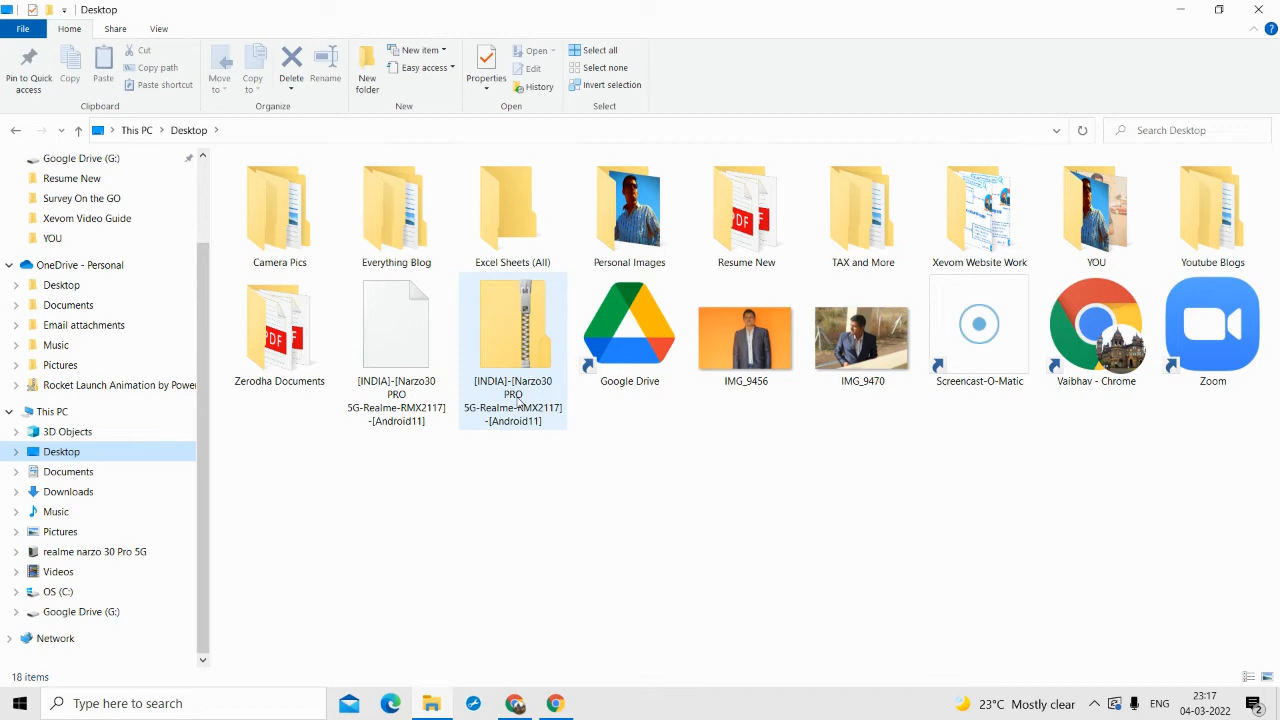 Desktop
File Home Share View
Pin to Quick access
Copy
Paste
Cut
Copy path
Paste shortcut
Clipboard
Move to
Copy to
Delete
Rename
Organize
New folder
New item
Easy access
New
Properties
Open
Edit
History
Open
Select all
Select none
Invert selection
Select
This PC > Desktop >
Search Desktop
Google Drive (G:)
Resume New
Survey On the GO
Xevom Video Guide
YOU
OneDrive - Personal
Desktop
Documents
Email attachments
Music
Pictures
Rocket Launch Animation by Power
This PC
3D Objects
Desktop
Documents
Downloads
Music
Pictures
realme narzo 30 Pro 5G
Videos
OS (C:)
Google Drive (G:)
Network
PDF PDF
Camera Pics
Everything Blog
Excel Sheets (All)
Personal Images
Resume New
TAX and More
Xevom Website Work
YOU
Youtube Blogs
PDF PDF
Zerodha Documents
[INDIA]-[Narzo30
PRO
5G-Realme-RMX2117]
-[Android11]
[INDIA]-[Narzo30
PRO
5G-Realme-RMX2117]
-[Android11]
Google Drive
IMG_9456
IMG_9470
Screencast-O-Matic
Vaibhav - Chrome
Zoom
18 items
Type here to search
23°C Mostly clear
ENG
23:17
04-03-2022
2